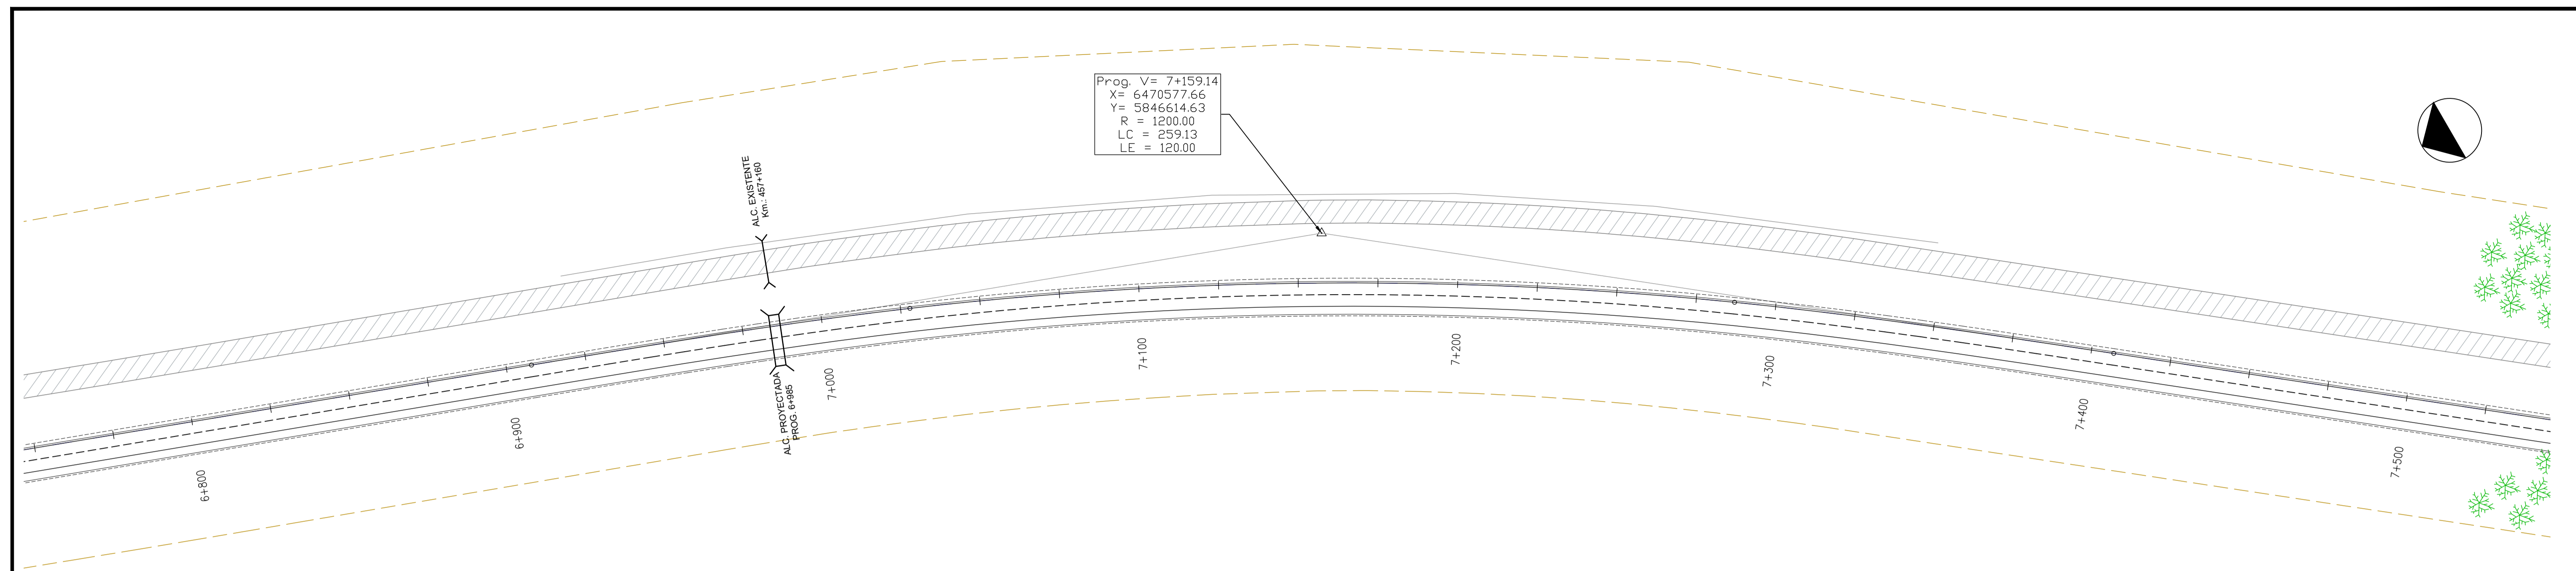 Prog. V= 7+159.14
X= 6470577.66
Y= 5846614.63
R = 1200.00
LC = 259.13
LE = 120.00
ALC. EXISTENTE
Km.: 457+160
ALC. PROYECTADA
PROG. 6+985
6+800
6+900
7+000
7+100
7+200
7+300
7+400
7+500